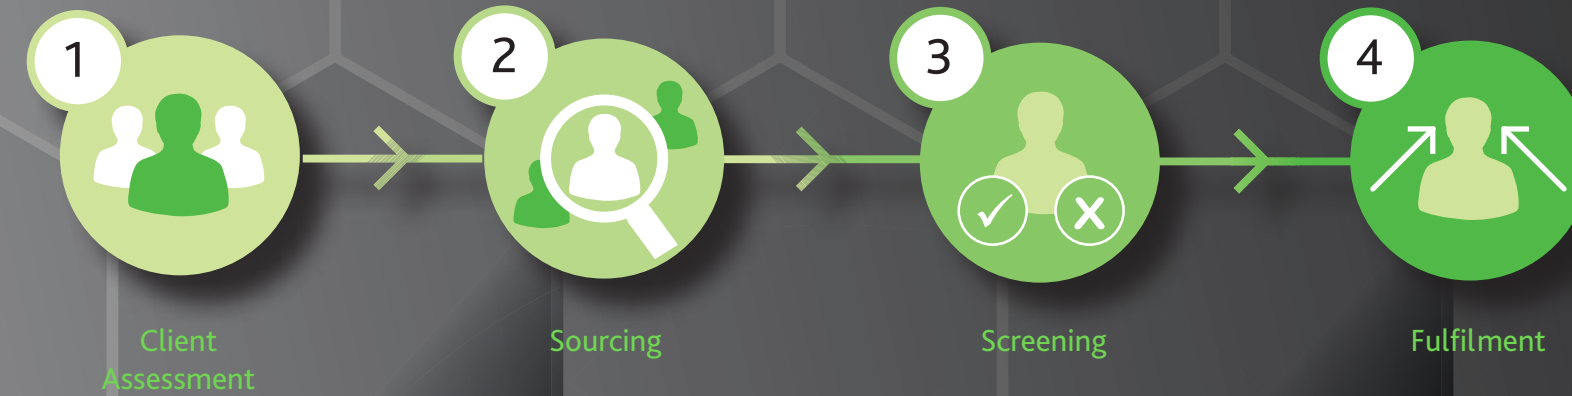 1
2
3
4
Client
Assessment
Sourcing
Screening
Fulfilment